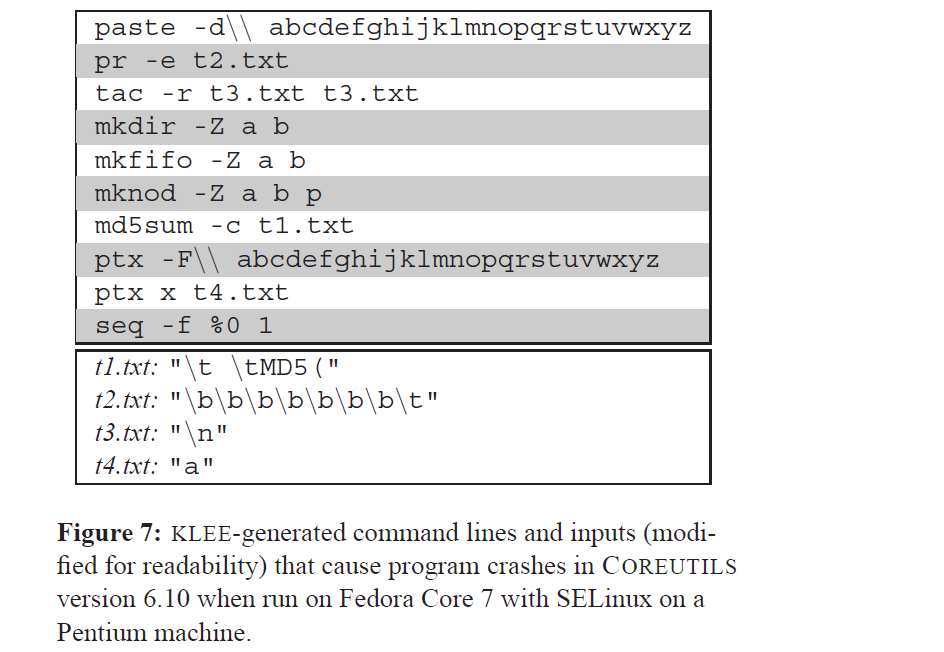 paste -d\\ abcdefghijklmnopqrstuvwxyz
pr -e t2.txt
tac -r t3.txt t3.txt
mkdir -Z a b
mkfifo -Z a b
mknod -Z a b p
md5sum -c t1.txt
ptx -F\\ abcdefghijklmnopqrstuvwxyz
ptx x t4.txt
seq -f %0 1
t1.txt: "\t \tMD5("
t2.txt: "\b\b\b\b\b\b\b\t"
t3.txt: "\n"
t4.txt: "a"
Figure 7: KLEE-generated command lines and inputs (modi-
fied for readability) that cause program crashes in COREUTILS
version 6.10 when run on Fedora Core 7 with SELinux on a
Pentium machine.